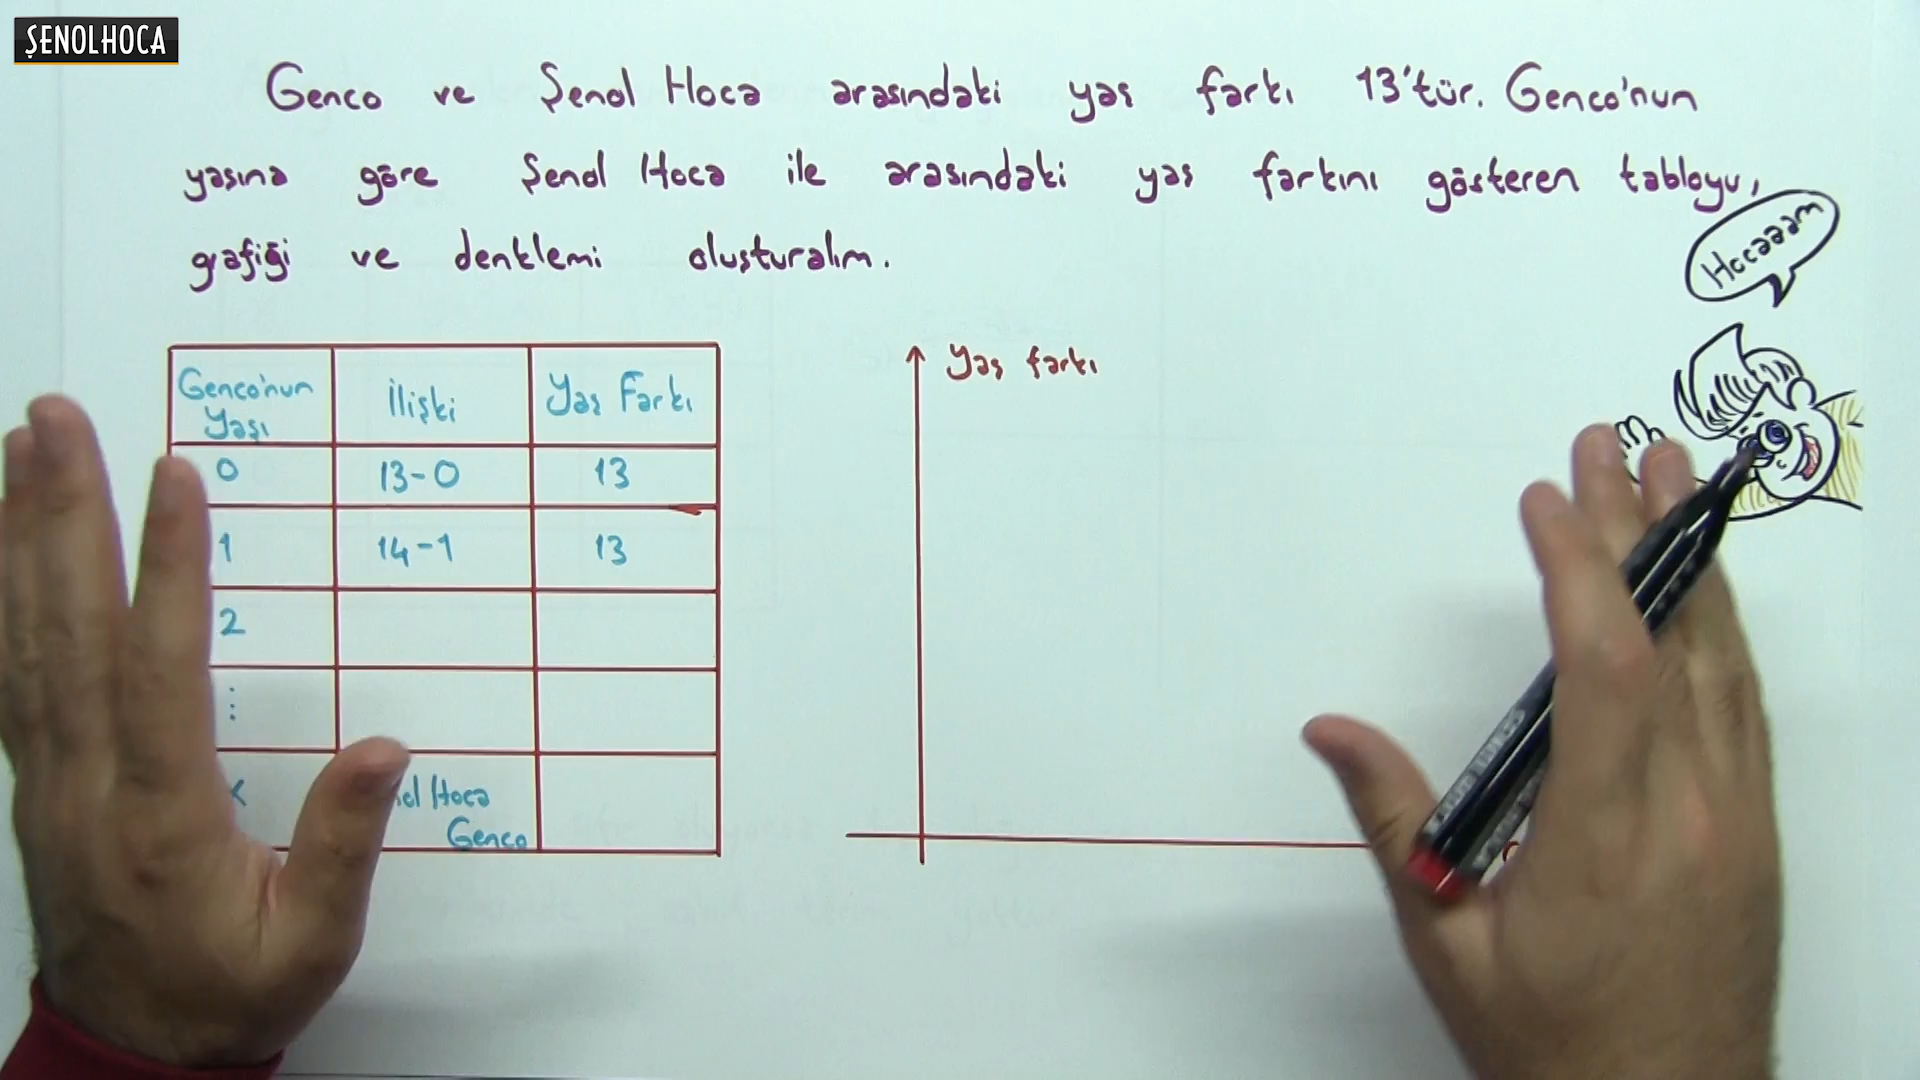 ŞENOLHOCA
Genco ve Şenol Hoca arasındaki yaş farkı 13'tür. Genco'nun
yaşına göre Şenol Hoca ile arasındaki yaş farkını gösteren tabloyu,
grafiği ve denklemi oluşturalım.
Hocaaam
Genco'nun Yaşı İlişki Yaş Farkı
0 13-0 13
1 14-1 13
2
⋮
Hoca
Genco
Yaş farkı